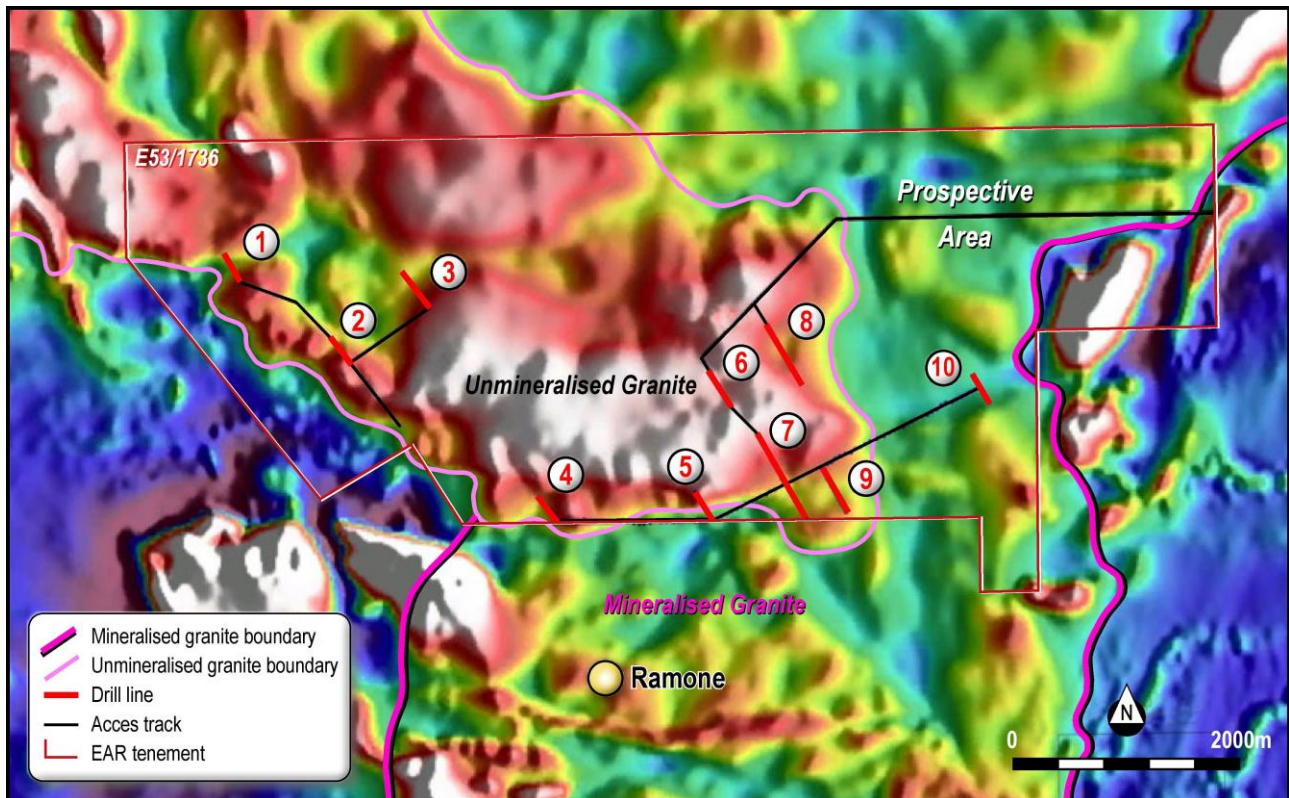 E53/1736
Prospective
Area
1
3
2
8
6
10
Unmineralised Granite
7
4
5
9
Mineralised Granite
Ramone
Mineralised granite boundary
Unmineralised granite boundary
Drill line
Acces track
EAR tenement
N
0 2000m